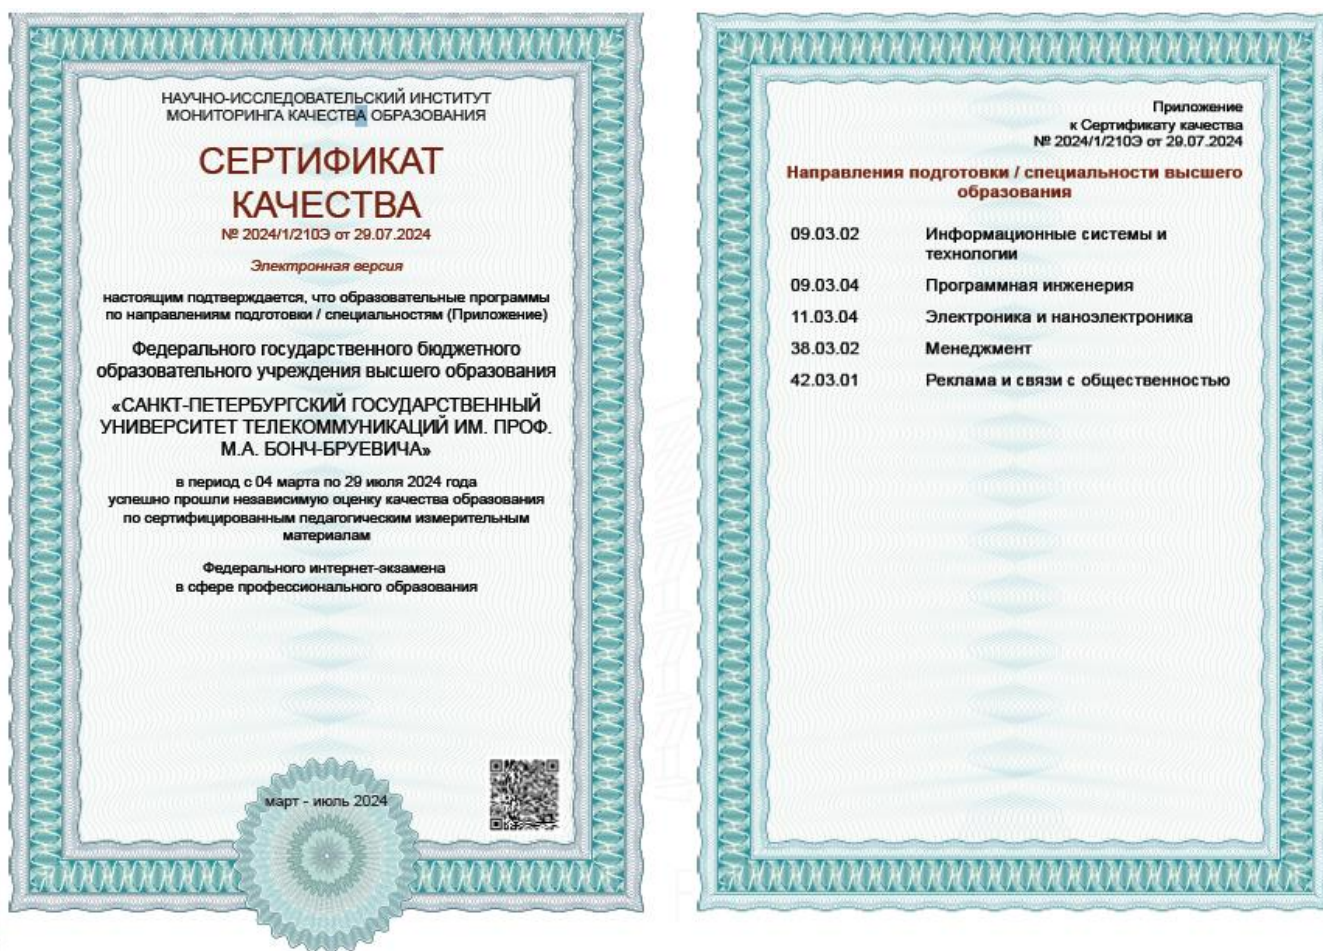 НАУЧНО-ИССЛЕДОВАТЕЛЬСКИЙ ИНСТИТУТ
МОНИТОРИНГА КАЧЕСТВА ОБРАЗОВАНИЯ
СЕРТИФИКАТ
КАЧЕСТВА
№ 2024/1/210Э от 29.07.2024
Электронная версия
настоящим подтверждается, что образовательные программы
по направлениям подготовки / специальностям (Приложение)
Федерального государственного бюджетного
образовательного учреждения высшего образования
«САНКТ-ПЕТЕРБУРГСКИЙ ГОСУДАРСТВЕННЫЙ
УНИВЕРСИТЕТ ТЕЛЕКОММУНИКАЦИЙ ИМ. ПРОФ.
М.А. БОНЧ-БРУЕВИЧА»
в период с 04 марта по 29 июля 2024 года
успешно прошли независимую оценку качества образования
по сертифицированным педагогическим измерительным
материалам
Федерального интернет-экзамена
в сфере профессионального образования
март - июль 2024
Приложение
к Сертификату качества
№ 2024/1/210Э от 29.07.2024
Направления подготовки / специальности высшего
образования
09.03.02 Информационные системы и
технологии
09.03.04 Программная инженерия
11.03.04 Электроника и наноэлектроника
38.03.02 Менеджмент
42.03.01 Реклама и связи с общественностью